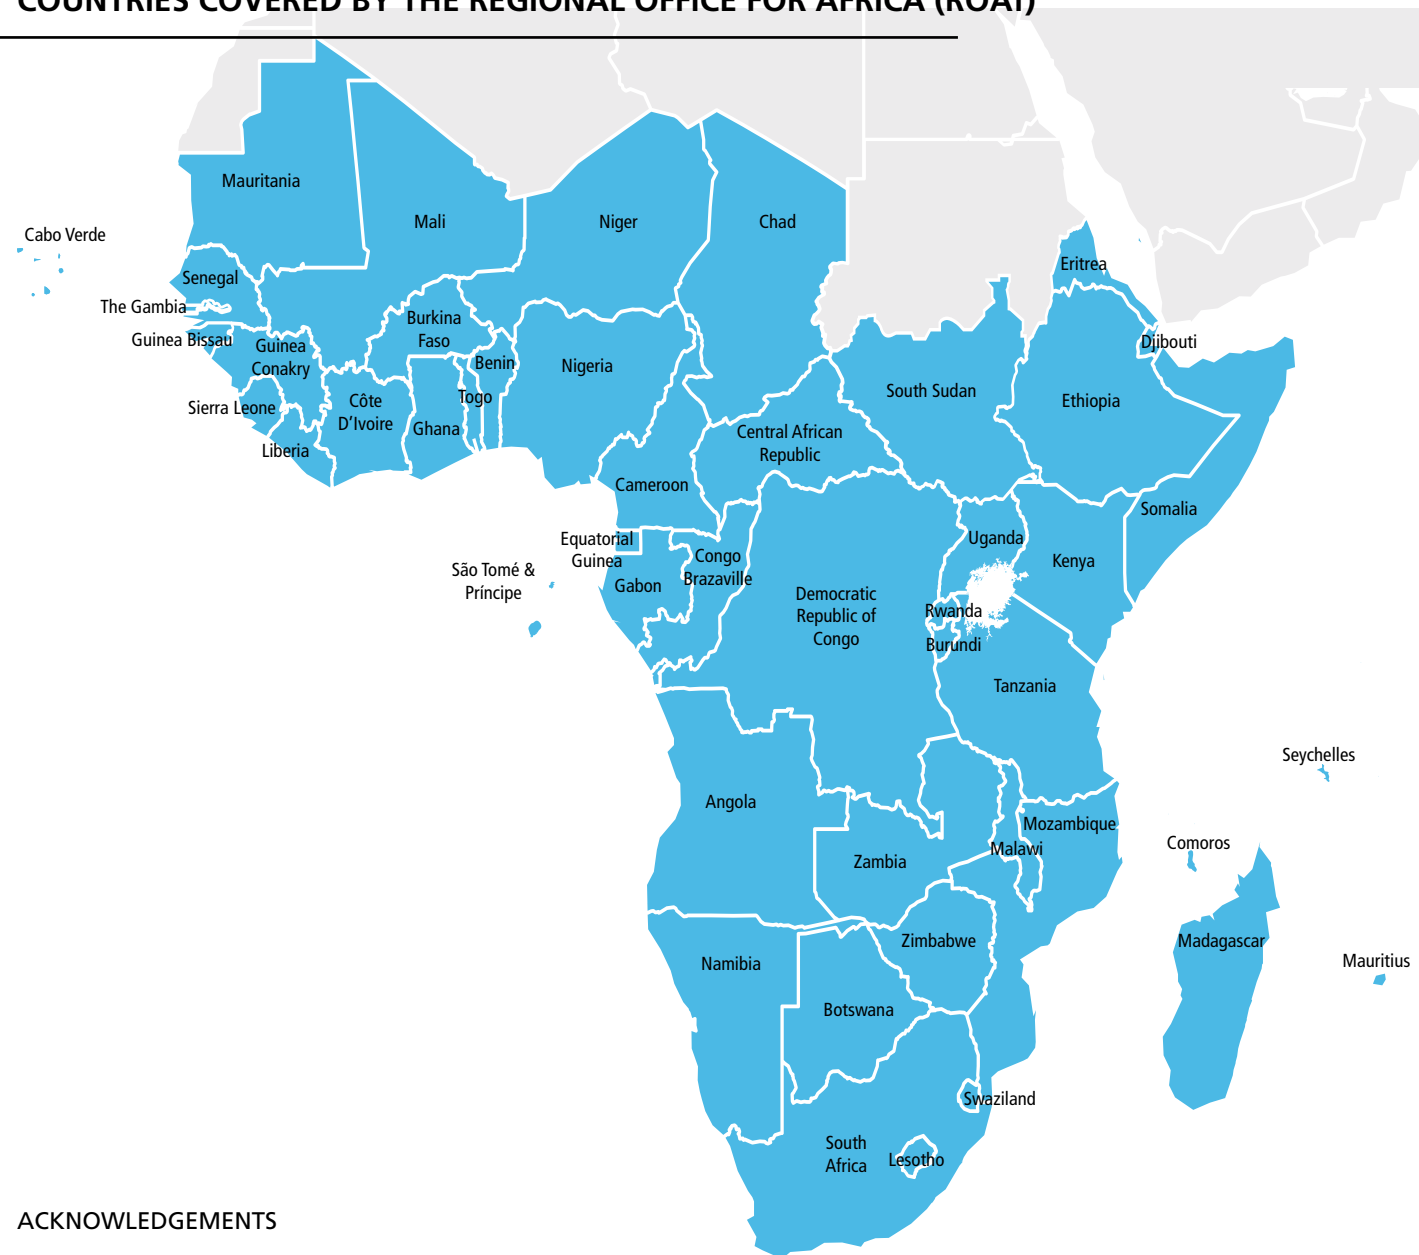 COUNTRIES COVERED BY THE REGIONAL OFFICE FOR AFRICA (ROAf)
Mauritania
Mali
Niger
Chad
Cabo Verde
Senegal
Eritrea
The Gambia
Burkina
Faso
Guinea Bissau
Guinea
Conakry
Djibouti
Benin
Nigeria
South Sudan
Togo
Côte
D'Ivoire
Ethiopia
Sierra Leone
Ghana
Central African
Republic
Liberia
Cameroon
Somalia
Equatorial
Guinea
Uganda
Congo
Brazaville
Kenya
São Tomé &
Príncipe
Gabon
Democratic
Republic of
Congo
Rwanda
Burundi
Tanzania
Seychelles
Angola
Mozambique
Malawi
Comoros
Zambia
Zimbabwe
Madagascar
Mauritius
Namibia
Botswana
Swaziland
South
Africa
Lesotho
ACKNOWLEDGEMENTS